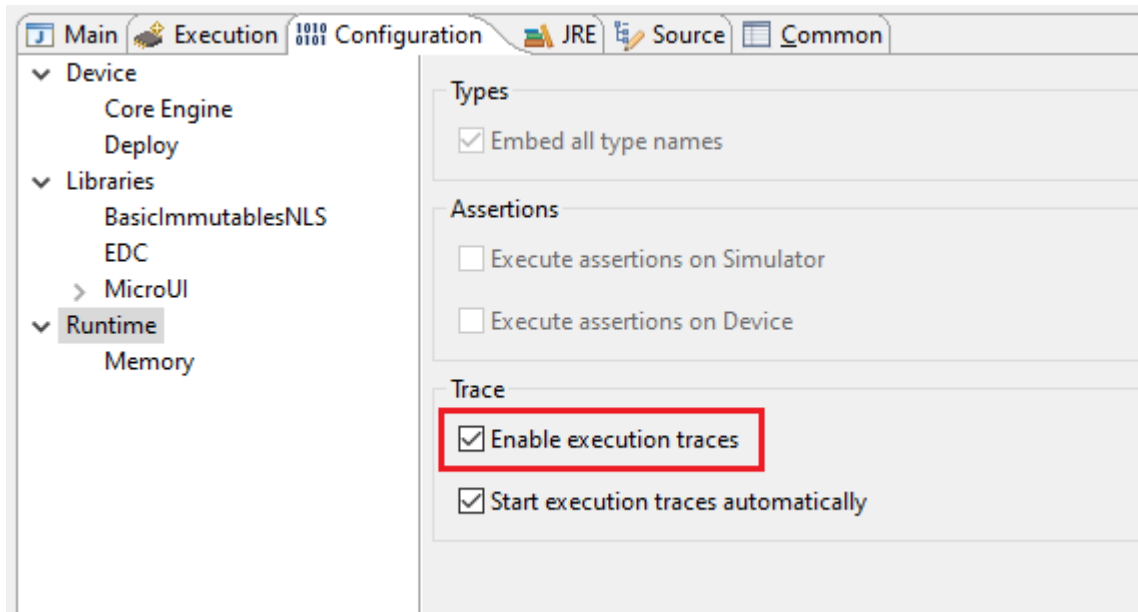 Main Execution Configuration JRE Source Common
Device
Core Engine
Deploy
Libraries
BasicImmutablesNLS
EDC
MicroUI
Runtime
Memory
Types
Embed all type names
Assertions
Execute assertions on Simulator
Execute assertions on Device
Trace
Enable execution traces
Start execution traces automatically